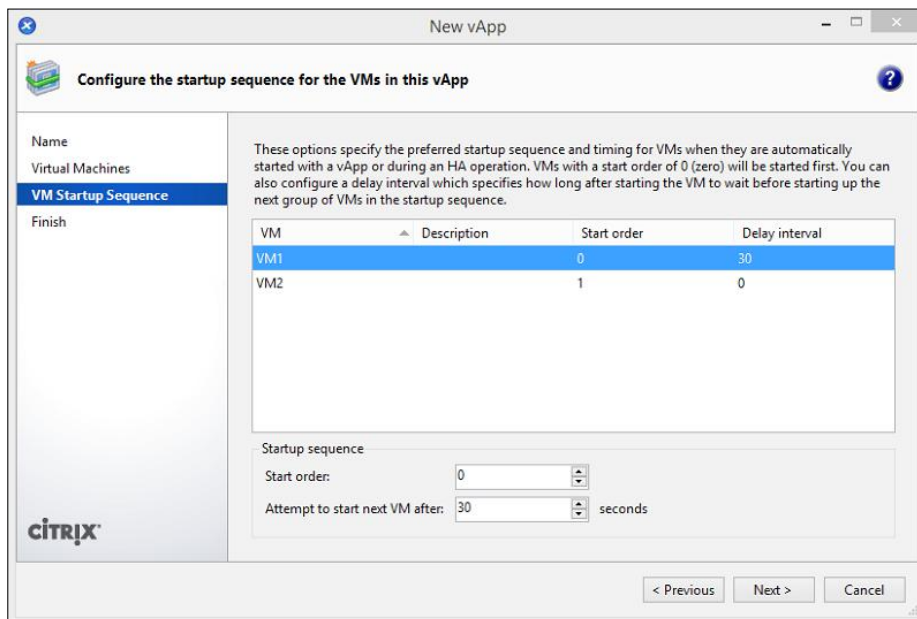 New vApp
Configure the startup sequence for the VMs in this vApp
Name
Virtual Machines
VM Startup Sequence
Finish
These options specify the preferred startup sequence and timing for VMs when they are automatically
started with a vApp or during an HA operation. VMs with a start order of 0 (zero) will be started first. You can
also configure a delay interval which specifies how long after starting the VM to wait before starting up the
next group of VMs in the startup sequence.
VM Description Start order Delay interval
VM1 0 30
VM2 1 0
Startup sequence
Start order: 0
Attempt to start next VM after: 30 seconds
CITRIX
< Previous Next > Cancel